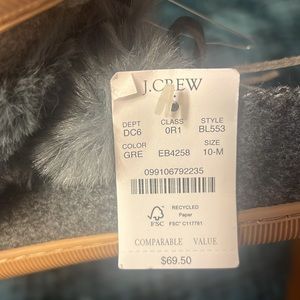 J.CREW
DEPT CLASS STYLE
DC6 0R1 BL553
COLOR SIZE
GRE EB4258 10-M
099106792235
FSC
RECYCLED
Paper
FSC® C117781
COMPARABLE VALUE
$69.50